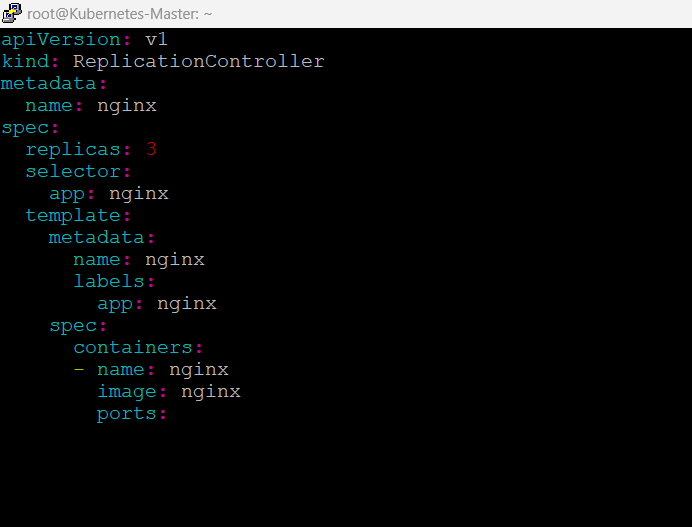 root@Kubernetes-Master: ~
apiVersion: v1
kind: ReplicationController
metadata:
  name: nginx
spec:
  replicas: 3
  selector:
    app: nginx
  template:
    metadata:
      name: nginx
      labels:
        app: nginx
    spec:
      containers:
      - name: nginx
        image: nginx
        ports: